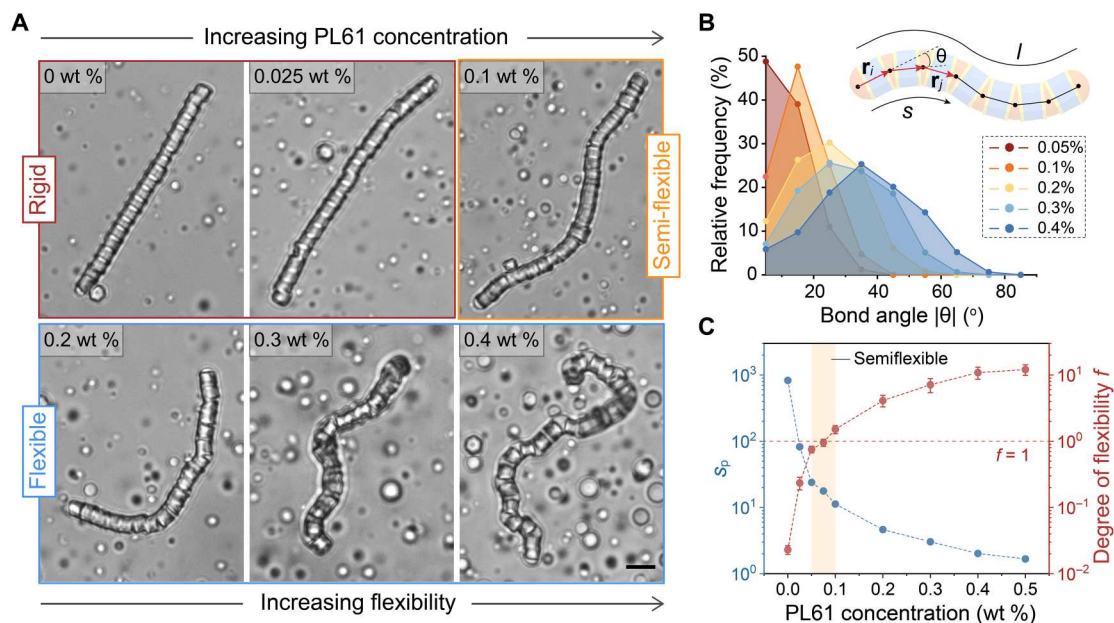 A
Increasing PL61 concentration
0 wt %
0.025 wt %
0.1 wt %
Rigid
Semi-flexible
0.2 wt %
0.3 wt %
0.4 wt %
Flexible
Increasing flexibility
B
50
40
30
20
10
0
Relative frequency (%)
20
40
60
80
Bond angle |θ| (°)
r_i
θ
r_j
l
s
0.05%
0.1%
0.2%
0.3%
0.4%
C
Semiflexible
10³
10²
10¹
10⁰
s_p
10¹
10⁰
10⁻¹
10⁻²
Degree of flexibility f
f = 1
0.0
0.1
0.2
0.3
0.4
0.5
PL61 concentration (wt %)